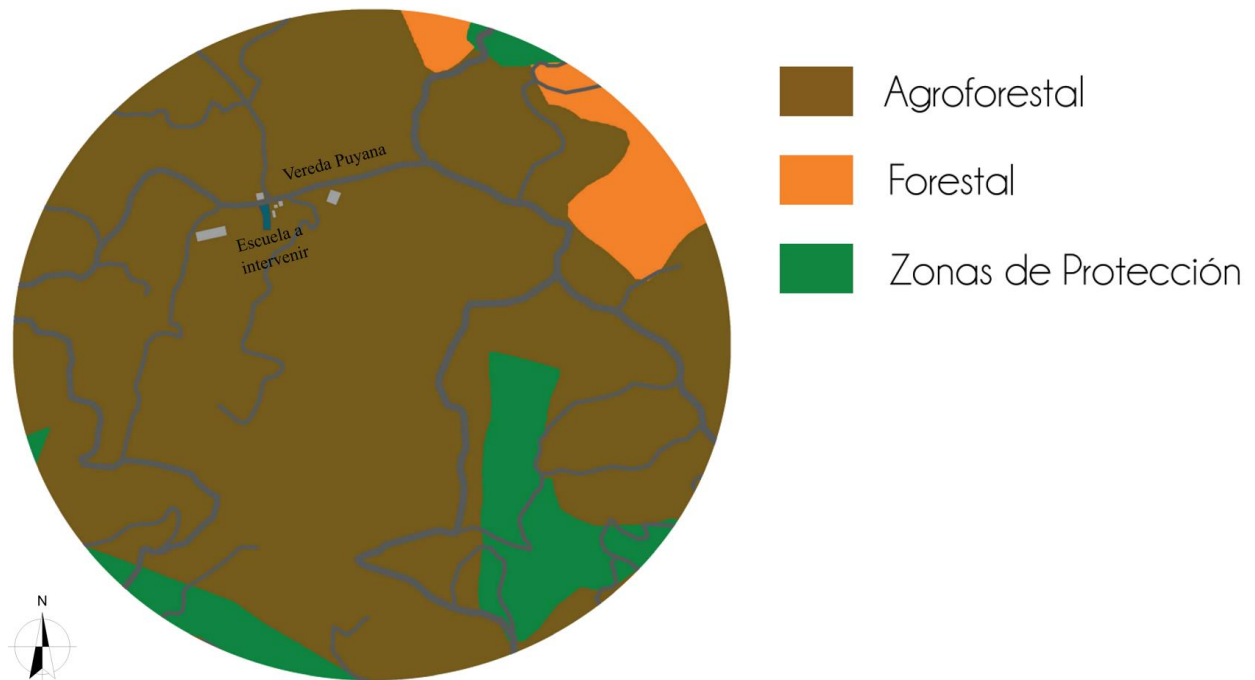 Agroforestal
Vereda Puyana
Forestal
Escuela a
intervenir
Zonas de Protección
N